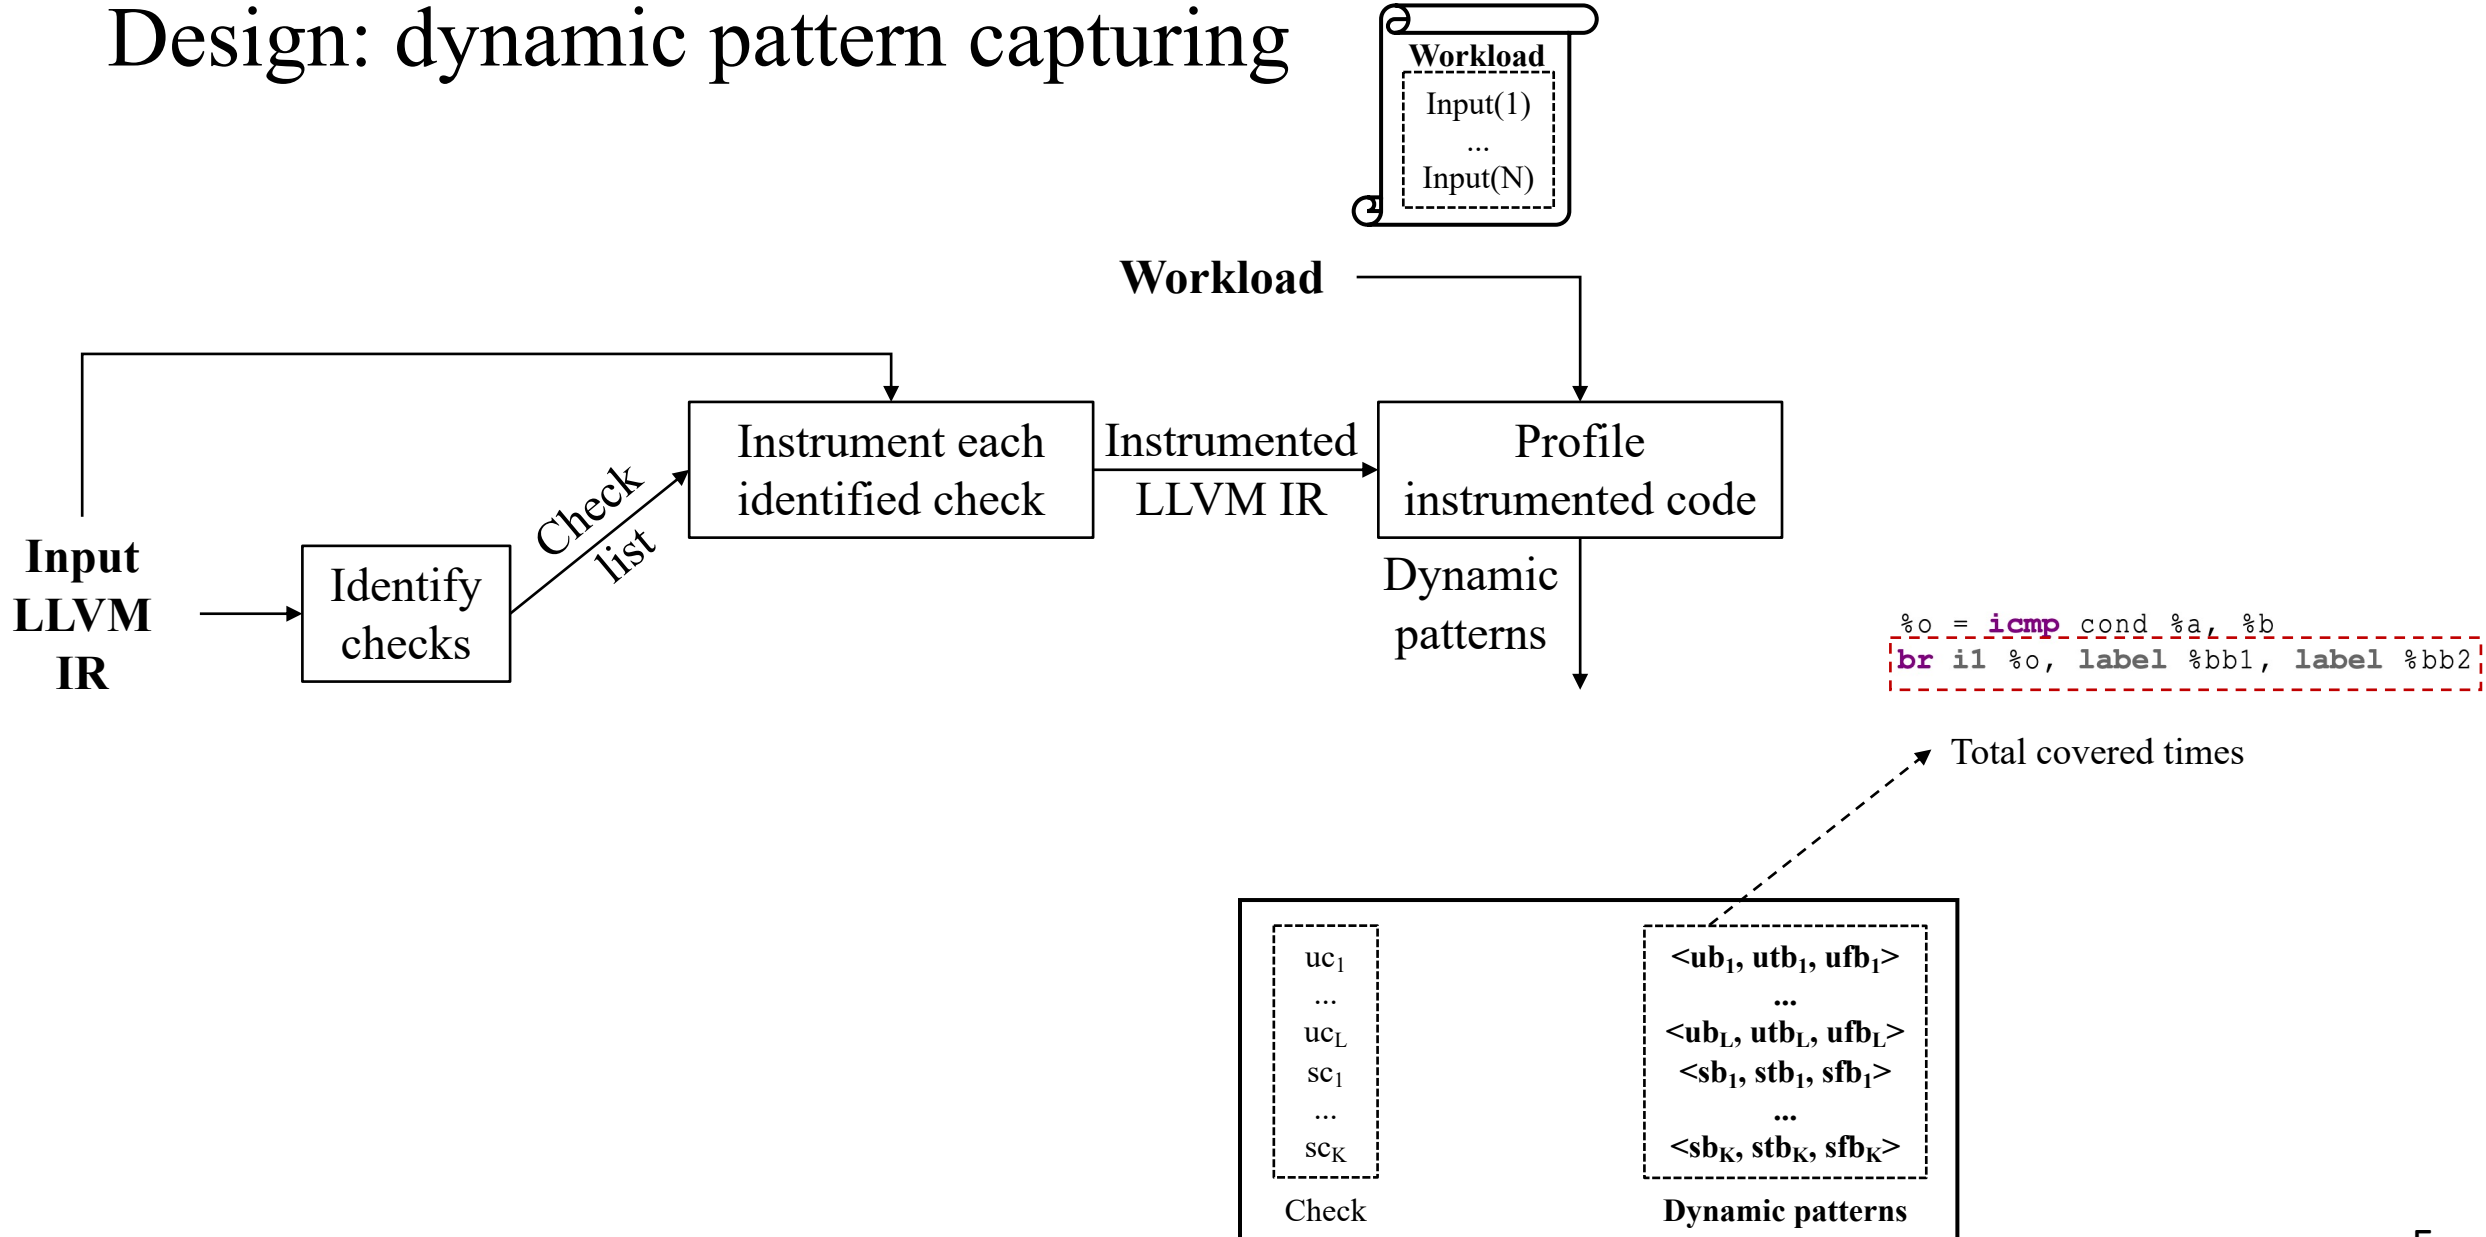 Design: dynamic pattern capturing
Workload
Input(1)
...
Input(N)
Workload
Instrument each
identified check
Instrumented
LLVM IR
Profile
instrumented code
Check
list
Input
LLVM
IR
Identify
checks
Dynamic
patterns
%o = icmp cond %a, %b
br i1 %o, label %bb1, label %bb2
Total covered times
uc1
...
ucL
sc1
...
scK
Check
<ub1, utb1, ufb1>
...
<ubL, utbL, ufbL>
<sb1, stb1, sfb1>
...
<sbK, stbK, sfbK>
Dynamic patterns